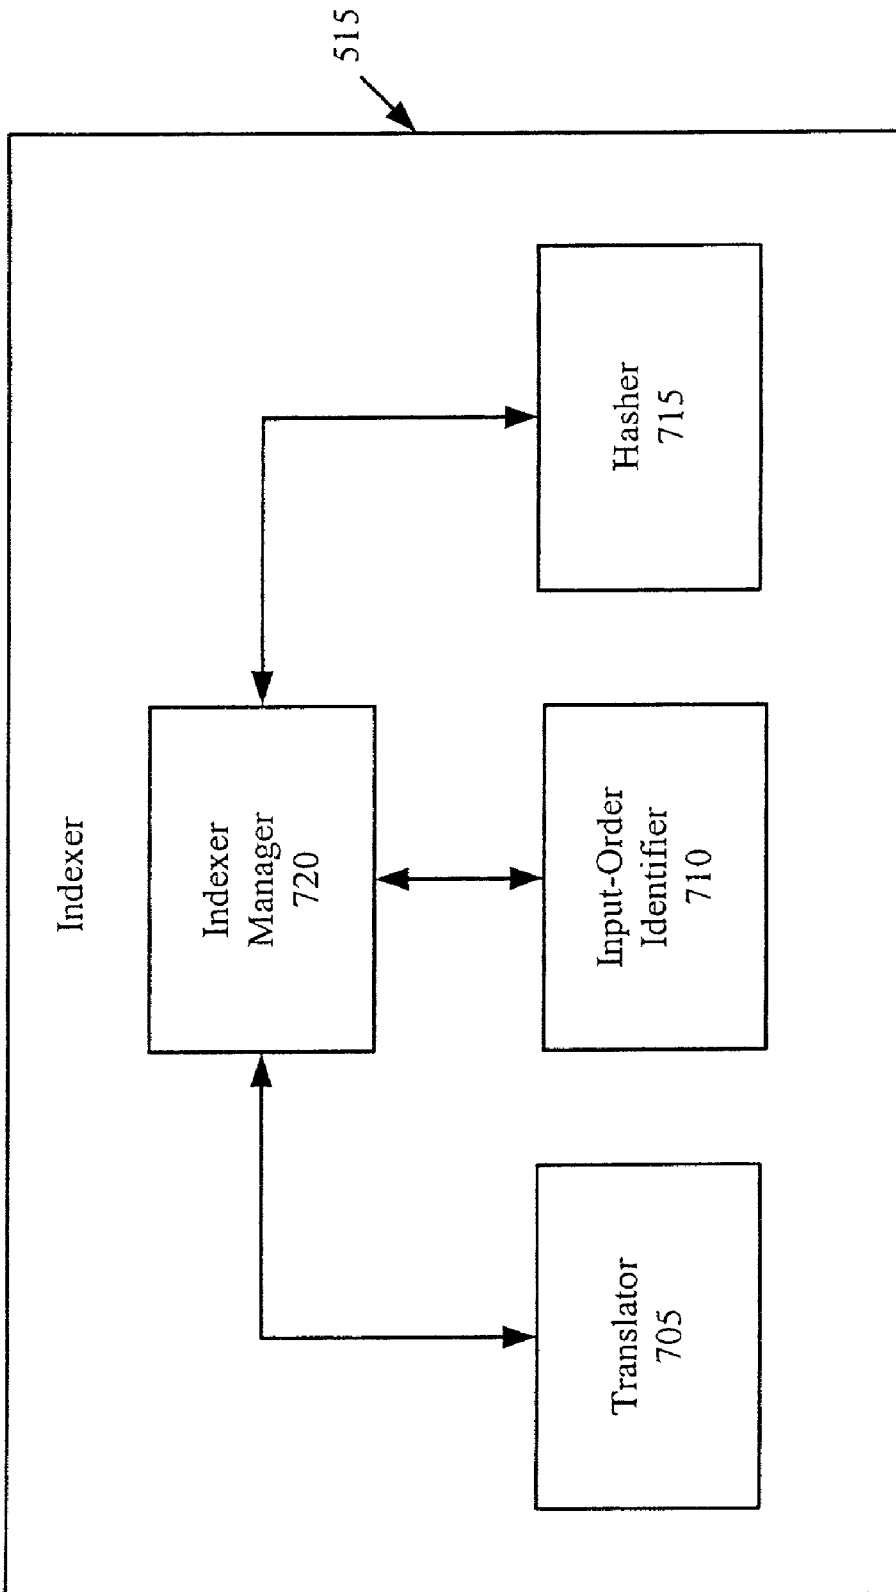 Indexer
515
Indexer
Manager
720
Translator
705
Input-Order
Identifier
710
Hasher
715